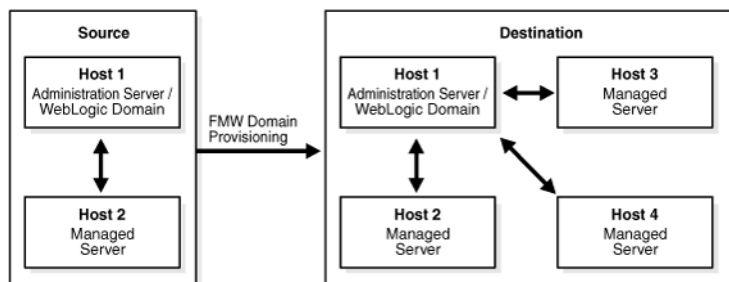 Source
Host 1
Administration Server /
WebLogic Domain
Host 2
Managed
Server
FMW Domain
Provisioning
Destination
Host 1
Administration Server /
WebLogic Domain
Host 3
Managed
Server
Host 2
Managed
Server
Host 4
Managed
Server